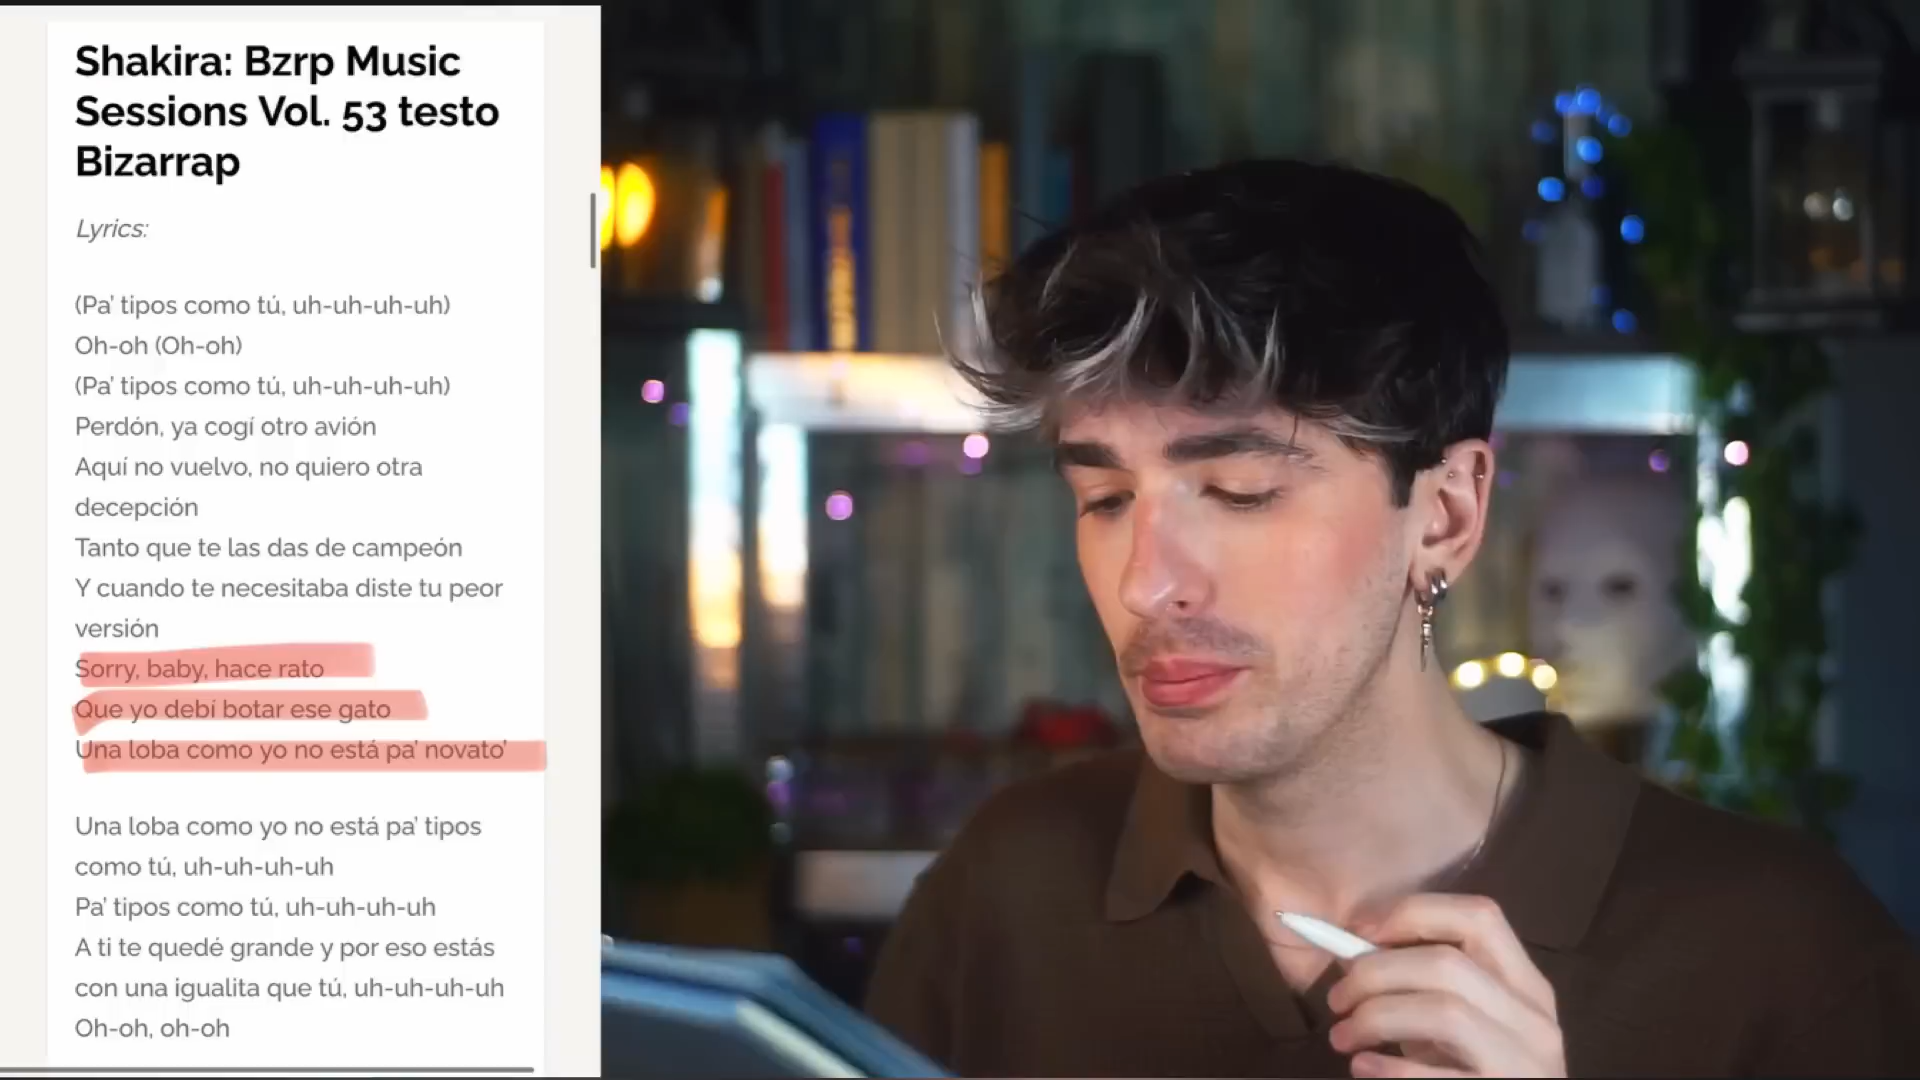 Shakira: Bzrp Music
Sessions Vol. 53 testo
Bizarrap
Lyrics:
(Pa' tipos como tú, uh-uh-uh-uh)
Oh-oh (Oh-oh)
(Pa' tipos como tú, uh-uh-uh-uh)
Perdón, ya cogí otro avión
Aquí no vuelvo, no quiero otra
decepción
Tanto que te las das de campeón
Y cuando te necesitaba diste tu peor
versión
Sorry, baby, hace rato
Que yo debí botar ese gato
Una loba como yo no está pa' novato'
Una loba como yo no está pa' tipos
como tú, uh-uh-uh-uh
Pa' tipos como tú, uh-uh-uh-uh
A ti te quedé grande y por eso estás
con una igualita que tú, uh-uh-uh-uh
Oh-oh, oh-oh